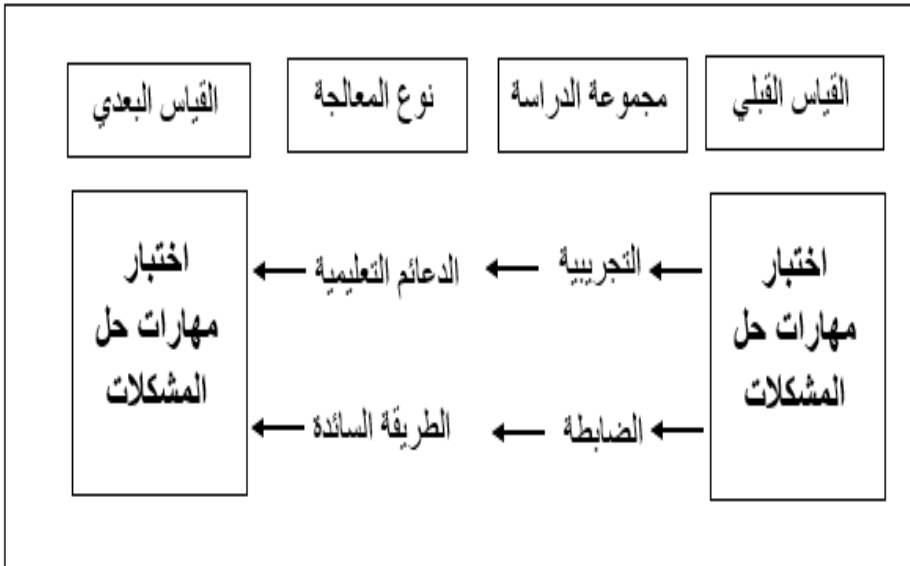 القياس القبلي
مجموعة الدراسة
نوع المعالجة
القياس البعدي
اختبار
مهارات حل
المشكلات
التجريبية
الدعائم التعليمية
الضابطة
الطريقة السائدة
اختبار
مهارات حل
المشكلات